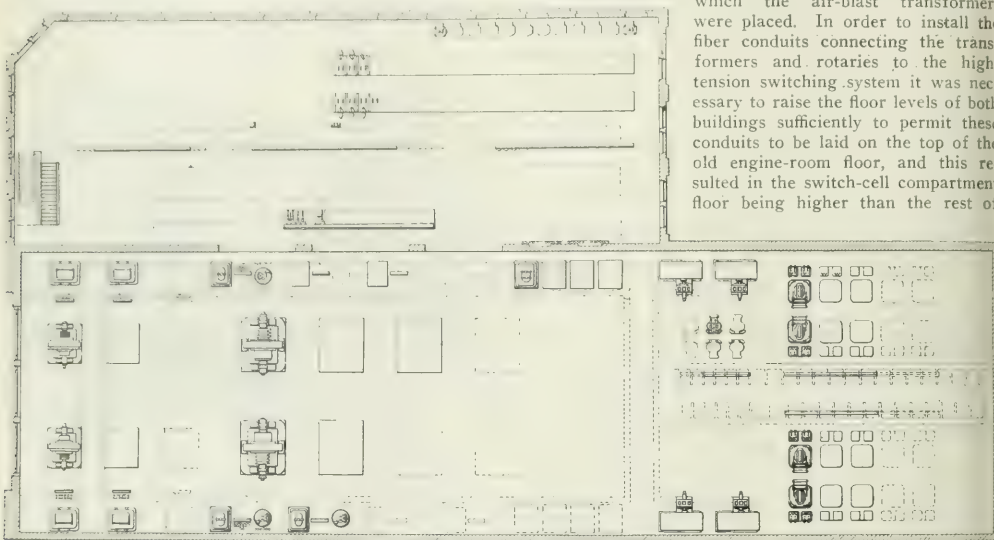 which the air-blast transformer
were placed. In order to install th
fiber conduits connecting the trans
formers and rotaries to the high
tension switching system it was nec
essary to raise the floor levels of both
buildings sufficiently to permit these
conduits to be laid on the top of the
old engine-room floor, and this re
sulted in the switch-cell compartment
floor being higher than the rest of